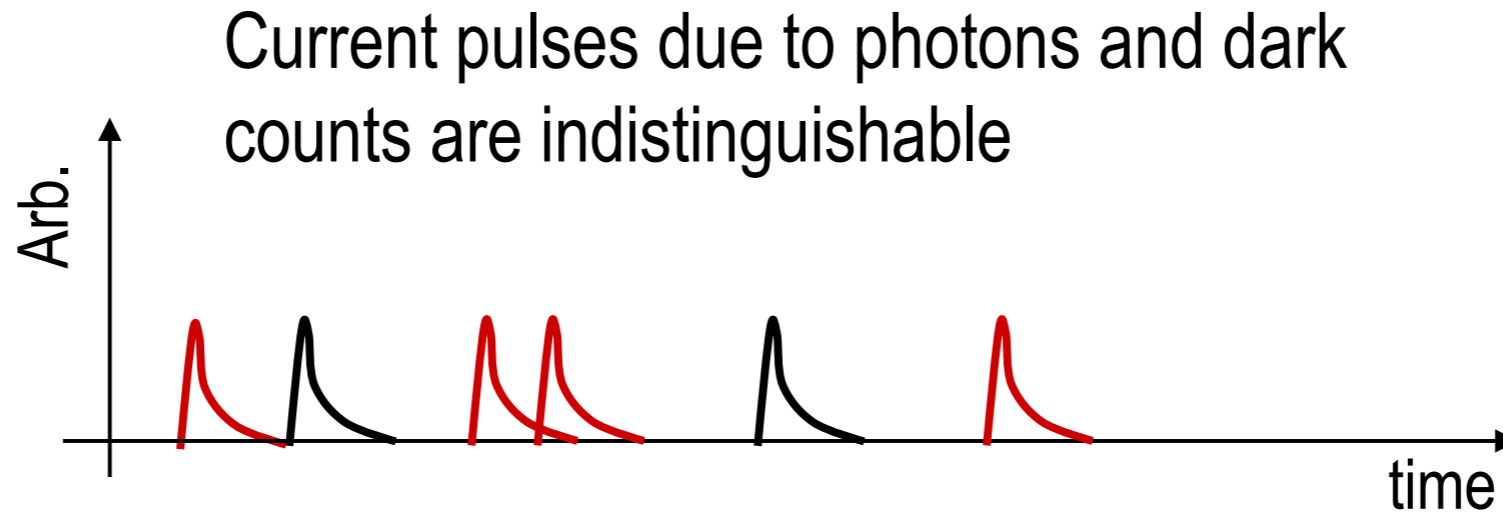 Current pulses due to photons and dark
counts are indistinguishable
Arb.
time